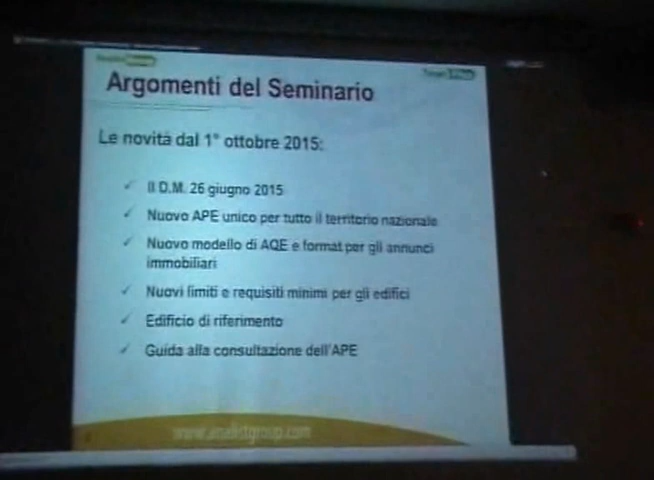 Argomenti del Seminario
Le novità dal 1° ottobre 2015:
✓ Il D.M. 26 giugno 2015
✓ Nuovo APE unico per tutto il territorio nazionale
✓ Nuovo modello di AQE e format per gli annunci
immobiliari
✓ Nuovi limiti e requisiti minimi per gli edifici
✓ Edificio di riferimento
✓ Guida alla consultazione dell'APE
www.analistgroup.com